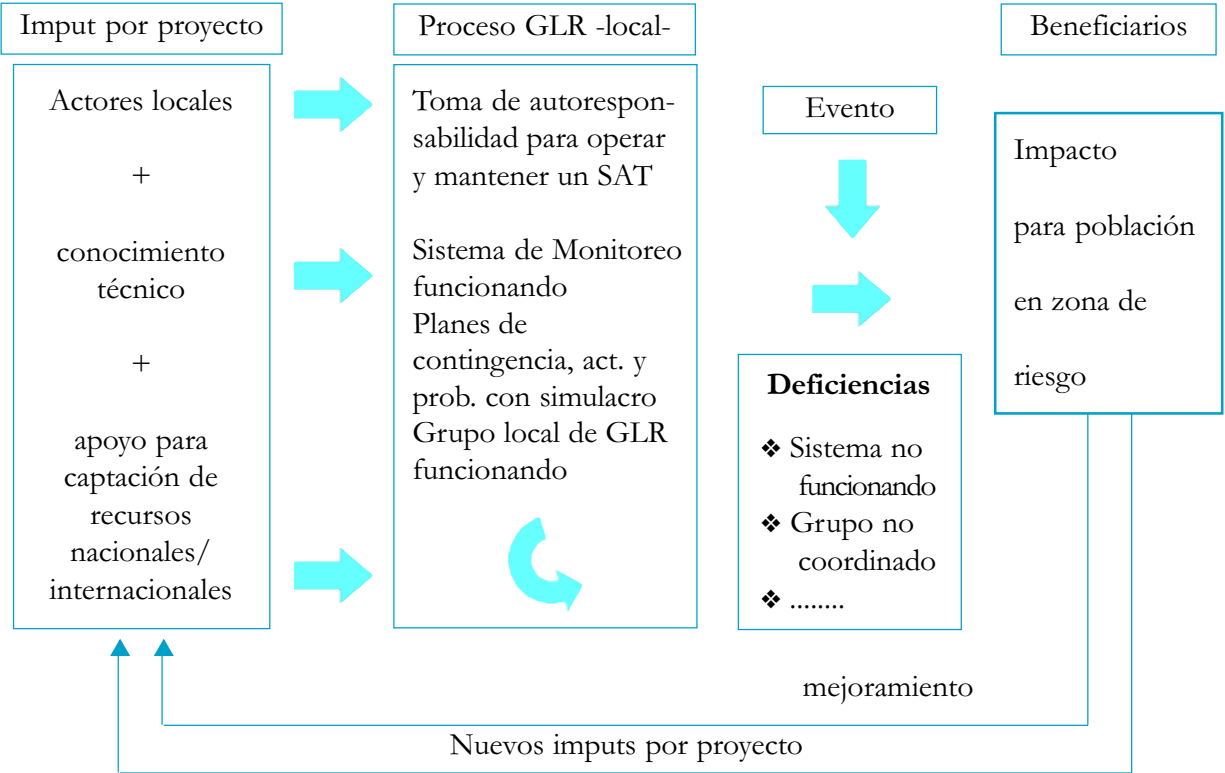 Imput por proyecto
Actores locales
+
conocimiento
técnico
+
apoyo para
captación de
recursos
nacionales/
internacionales
Proceso GLR -local-
Toma de autorespon-
sabilidad para operar
y mantener un SAT
Sistema de Monitoreo
funcionando
Planes de
contingencia, act. y
prob. con simulacro
Grupo local de GLR
funcionando
Evento
Deficiencias
❖ Sistema no
funcionando
❖ Grupo no
coordinado
❖ ........
Beneficiarios
Impacto
para población
en zona de
riesgo
mejoramiento
Nuevos imputs por proyecto